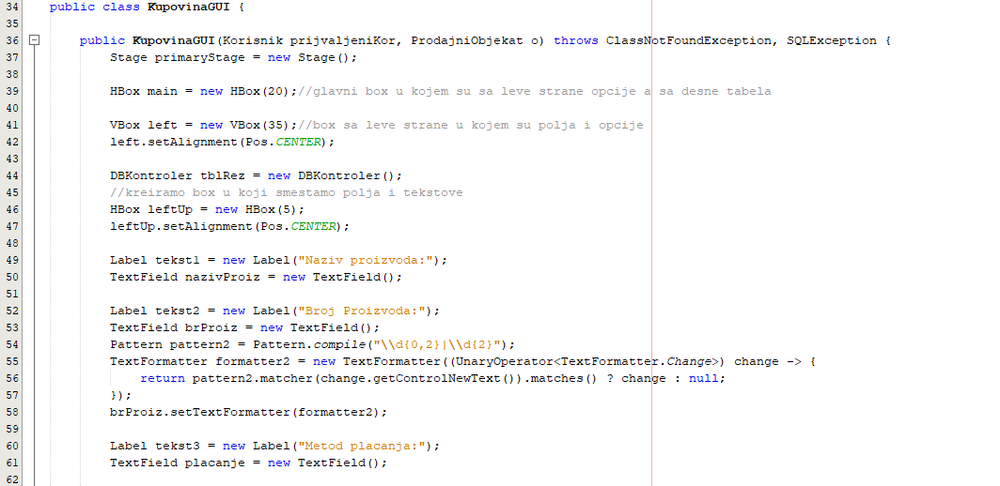 34 public class KupovinaGUI {
35
36 public KupovinaGUI(Korisnik prijvaljeniKor, ProdajniObjekat o) throws ClassNotFoundException, SQLException {
37 Stage primaryStage = new Stage();
38
39 HBox main = new HBox(20);//glavni box u kojem su sa leve strane opcije a sa desne tabela
40
41 VBox left = new VBox(35);//box sa leve strane u kojem su polja i opcije
42 left.setAlignment(Pos.CENTER);
43
44 DBKontroler tblRez = new DBKontroler();
45 //kreiramo box u koji smestamo polja i tekstove
46 HBox leftUp = new HBox(5);
47 leftUp.setAlignment(Pos.CENTER);
48
49 Label tekst1 = new Label("Naziv proizvoda:");
50 TextField nazivProiz = new TextField();
51
52 Label tekst2 = new Label("Broj Proizvoda:");
53 TextField brProiz = new TextField();
54 Pattern pattern2 = Pattern.compile("\\d{0,2}|\\d{2}");
55 TextFormatter formatter2 = new TextFormatter((UnaryOperator<TextFormatter.Change>) change -> {
56 return pattern2.matcher(change.getControlNewText()).matches() ? change : null;
57 });
58 brProiz.setTextFormatter(formatter2);
59
60 Label tekst3 = new Label("Metod placanja:");
61 TextField placanje = new TextField();
62